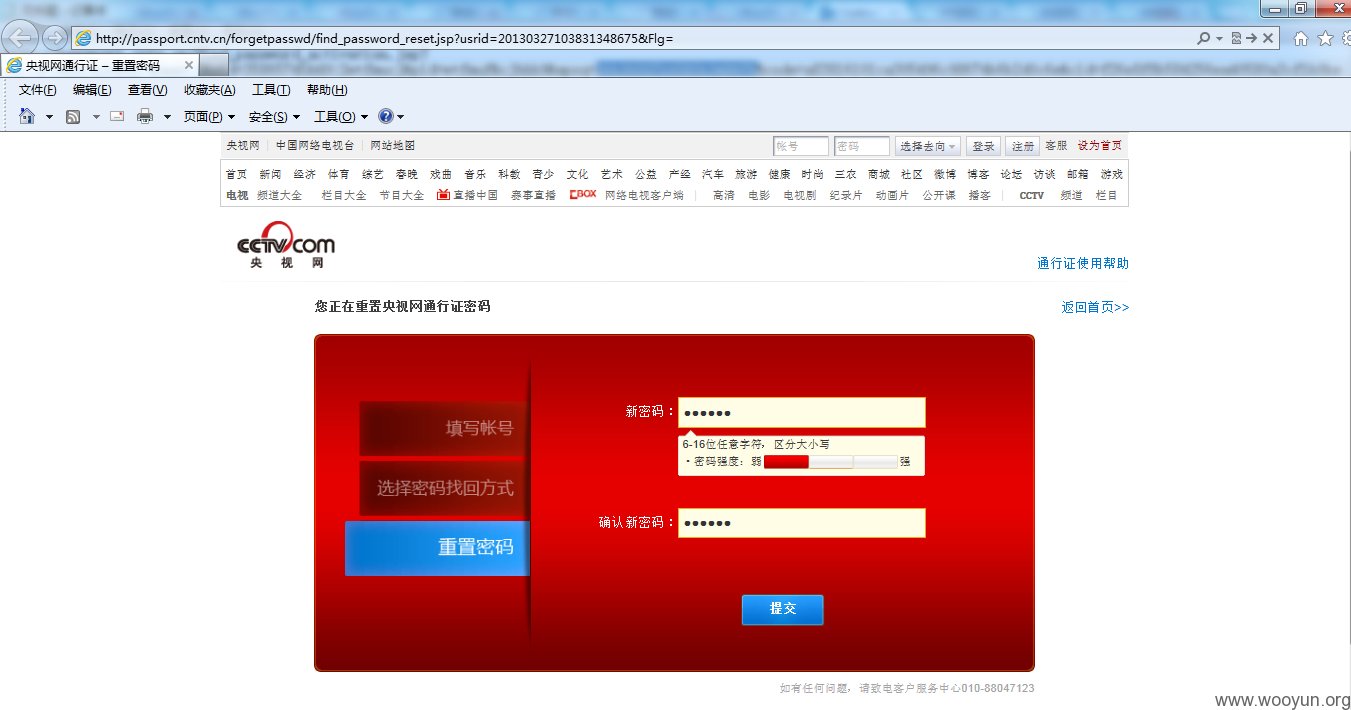 http://passport.cntv.cn/forgetpasswd/find_password_reset.jsp?usrid=20130327103831348675&Flg=
央视网通行证 – 重置密码
文件(F) 编辑(E) 查看(V) 收藏夹(A) 工具(T) 帮助(H)
页面(P) 安全(S) 工具(O)
央视网 中国网络电视台 网站地图 帐号 密码 选择去向 登录 注册 客服 设为首页
首页 新闻 经济 体育 综艺 春晚 戏曲 音乐 科教 青少 文化 艺术 公益 产经 汽车 旅游 健康 时尚 三农 商城 社区 微博 博客 论坛 访谈 邮箱 游戏
电视 频道大全 栏目大全 节目大全 直播中国 赛事直播 CBOX 网络电视客户端 高清 电影 电视剧 纪录片 动画片 公开课 播客 CCTV 频道 栏目
CCTV.com
央视网
通行证使用帮助
您正在重置央视网通行证密码 返回首页>>
填写帐号
选择密码找回方式
重置密码
新密码：
6-16位任意字符，区分大小写
·密码强度：弱 强
确认新密码：
提交
如有任何问题，请致电客户服务中心010-88047123
www.wooyun.org